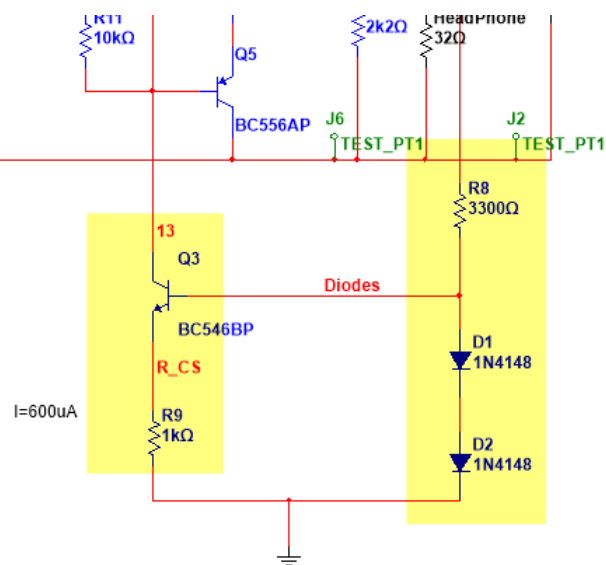 R11
10kΩ
Q5
BC556AP
2k2Ω
HeadPhone
32Ω
J6
TEST_PT1
J2
TEST_PT1
R8
3300Ω
13
Q3
BC546BP
Diodes
R_CS
D1
1N4148
I=600uA
R9
1kΩ
D2
1N4148